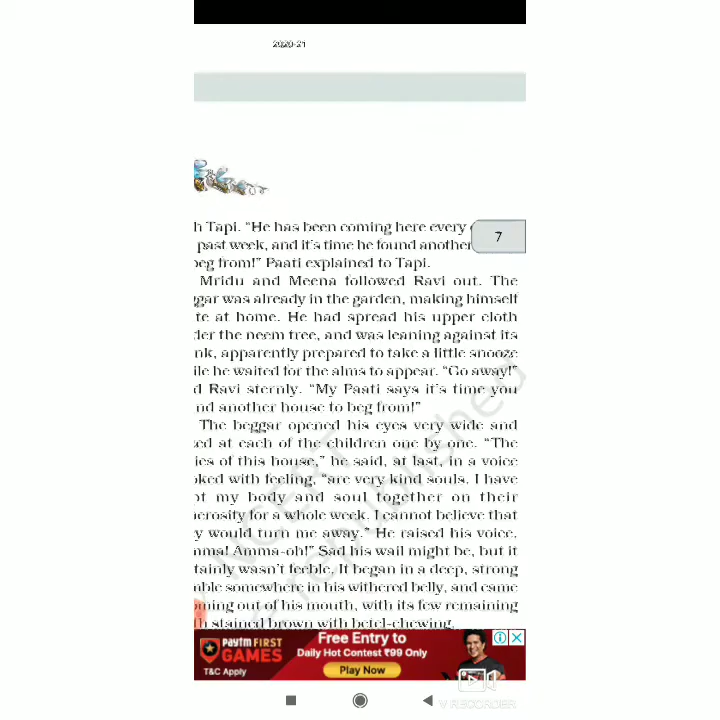 2020-21
h Tapi. "He has been coming here every
7
past week, and it's time he found another
beg from!" Paati explained to Tapi.
Mridu and Meena followed Ravi out. The
ggar was already in the garden, making himself
te at home. He had spread his upper cloth
der the neem tree, and was leaning against its
nk, apparently prepared to take a little snooze
ile he waited for the alms to appear. "Go away!"
d Ravi sternly. "My Paati says it's time you
nd another house to beg from!"
The beggar opened his eyes very wide and
zed at each of the children one by one. "The
ies of this house," he said, at last, in a voice
oked with feeling, "are very kind souls. I have
pt my body and soul together on their
nerosity for a whole week. I cannot believe that
y would turn me away." He raised his voice.
mma! Amma-oh!" Sad his wail might be, but it
tainly wasn't feeble. It began in a deep, strong
mble somewhere in his withered belly, and came
oming out of his mouth, with its few remaining
th stained brown with betel-chewing.
NCERT
republished
paytm FIRST
GAMES
T&C Apply
Free Entry to
Daily Hot Contest ₹99 Only
Play Now
V RECORDER